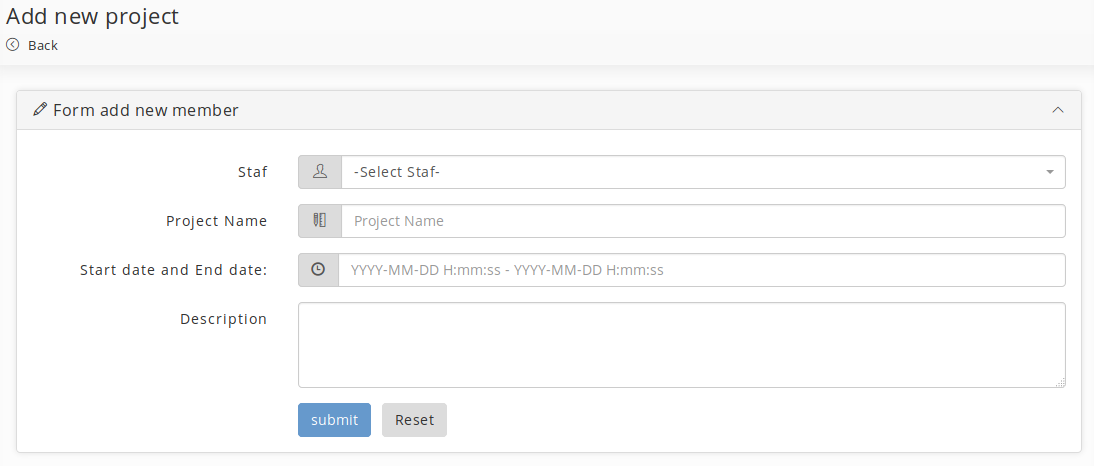 Add new project
Back
Form add new member
Staf
-Select Staf-
Project Name
Project Name
Start date and End date:
YYYY-MM-DD H:mm:ss - YYYY-MM-DD H:mm:ss
Description
submit
Reset